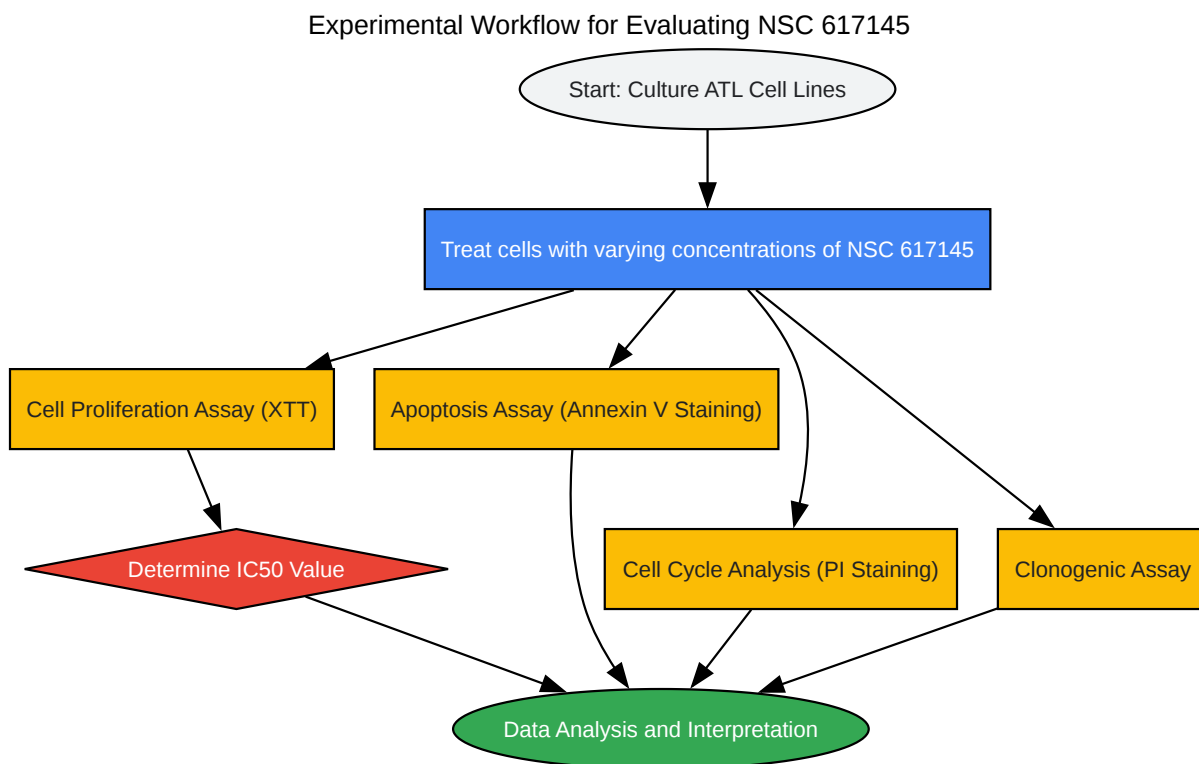 Experimental Workflow for Evaluating NSC 617145
Start: Culture ATL Cell Lines
Treat cells with varying concentrations of NSC 617145
Cell Proliferation Assay (XTT)
Apoptosis Assay (Annexin V Staining)
Determine IC50 Value
Cell Cycle Analysis (PI Staining)
Clonogenic Assay
Data Analysis and Interpretation